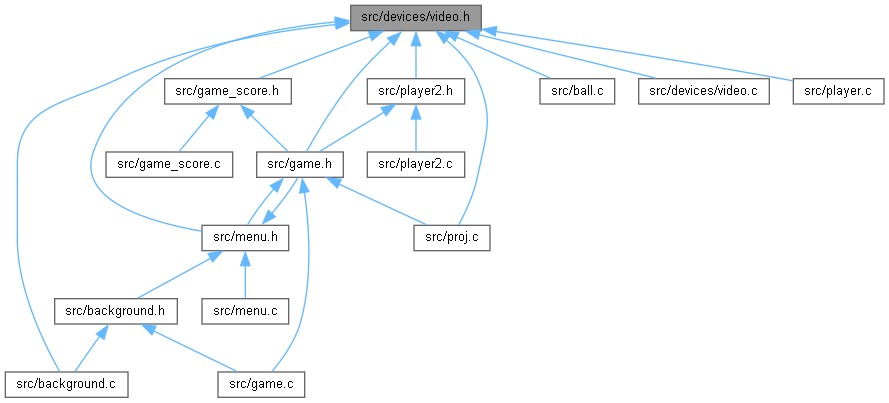 src/devices/video.h
src/game_score.h
src/player2.h
src/ball.c
src/devices/video.c
src/player.c
src/game_score.c
src/game.h
src/player2.c
src/menu.h
src/proj.c
src/background.h
src/menu.c
src/background.c
src/game.c